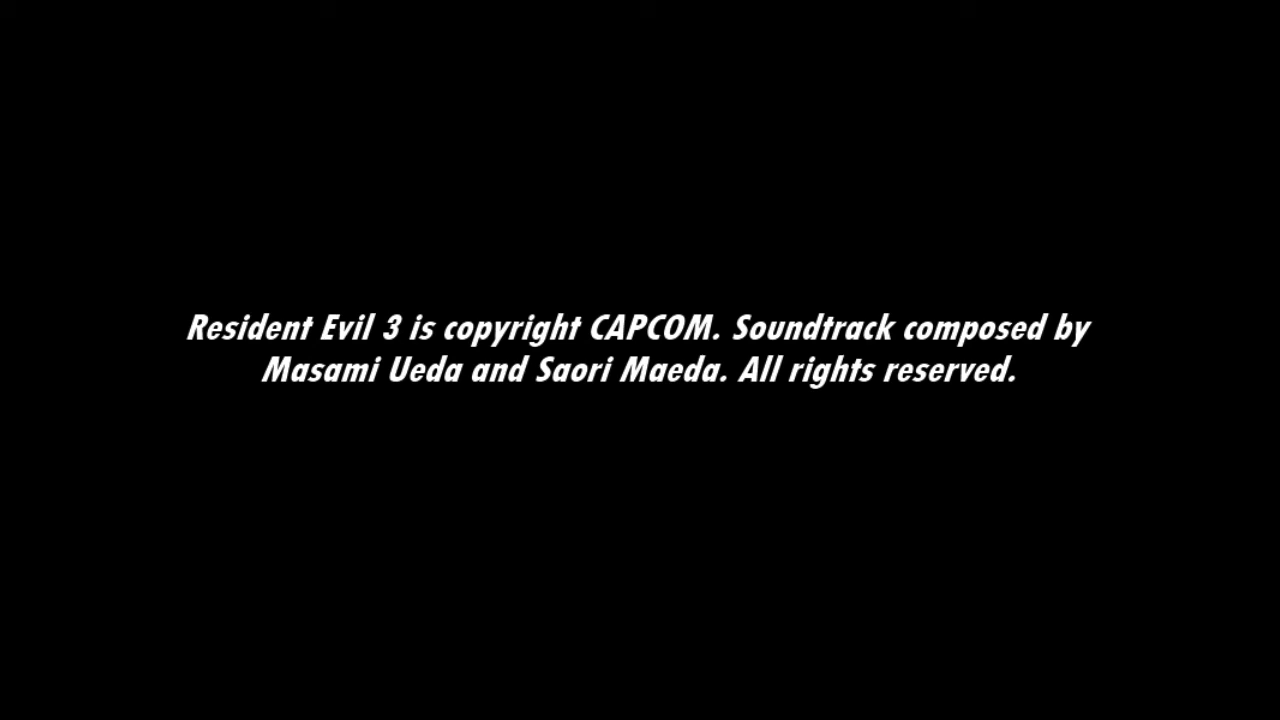 Resident Evil 3 is copyright CAPCOM. Soundtrack composed by
Masami Ueda and Saori Maeda. All rights reserved.